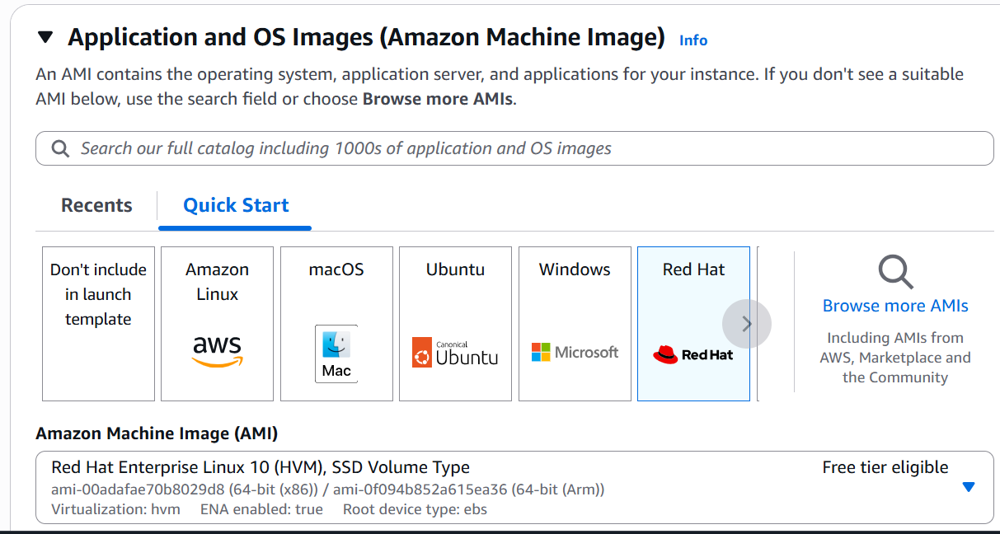 Application and OS Images (Amazon Machine Image) Info
An AMI contains the operating system, application server, and applications for your instance. If you don't see a suitable
AMI below, use the search field or choose Browse more AMIs.
Search our full catalog including 1000s of application and OS images
Recents
Quick Start
Don't include
in launch
template
Amazon
Linux
aws
macOS
Mac
Ubuntu
Canonical
Ubuntu
Windows
Microsoft
Red Hat
Red Hat
Browse more AMIs
Including AMIs from
AWS, Marketplace and
the Community
Amazon Machine Image (AMI)
Red Hat Enterprise Linux 10 (HVM), SSD Volume Type
Free tier eligible
ami-00adafae70b8029d8 (64-bit (x86)) / ami-0f094b852a615ea36 (64-bit (Arm))
Virtualization: hvm ENA enabled: true Root device type: ebs